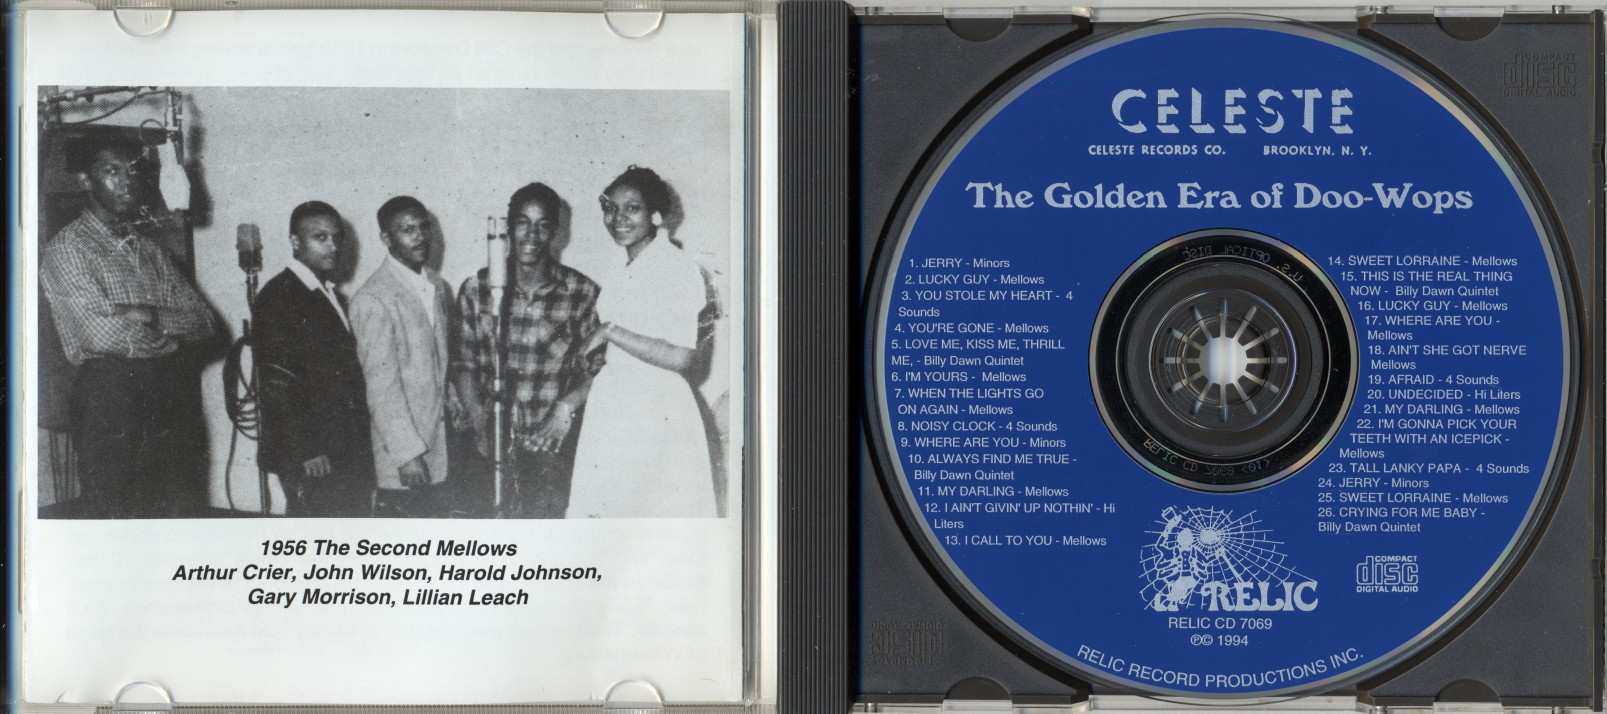 1956 The Second Mellows
Arthur Crier, John Wilson, Harold Johnson,
Gary Morrison, Lillian Leach
CELESTE
CELESTE RECORDS CO. BROOKLYN, N. Y.
The Golden Era of Doo-Wops
1. JERRY - Minors
2. LUCKY GUY - Mellows
3. YOU STOLE MY HEART - 4
Sounds
4. YOU'RE GONE - Mellows
5. LOVE ME, KISS ME, THRILL
ME, - Billy Dawn Quintet
6. I'M YOURS - Mellows
7. WHEN THE LIGHTS GO
ON AGAIN - Mellows
8. NOISY CLOCK - 4 Sounds
9. WHERE ARE YOU - Minors
10. ALWAYS FIND ME TRUE -
Billy Dawn Quintet
11. MY DARLING - Mellows
12. I AIN'T GIVIN' UP NOTHIN' - Hi
Liters
13. I CALL TO YOU - Mellows
14. SWEET LORRAINE - Mellows
15. THIS IS THE REAL THING
NOW - Billy Dawn Quintet
16. LUCKY GUY - Mellows
17. WHERE ARE YOU -
Mellows
18. AIN'T SHE GOT NERVE
Mellows
19. AFRAID - 4 Sounds
20. UNDECIDED - Hi Liters
21. MY DARLING - Mellows
22. I'M GONNA PICK YOUR
TEETH WITH AN ICEPICK -
Mellows
23. TALL LANKY PAPA - 4 Sounds
24. JERRY - Minors
25. SWEET LORRAINE - Mellows
26. CRYING FOR ME BABY -
Billy Dawn Quintet
U.S. OPTICAL DISC
RELIC
COMPACT
disc
DIGITAL AUDIO
RELIC CD 7069
℗© 1994
RELIC RECORD PRODUCTIONS INC.
COMPACT
disc
DIGITAL AUDIO